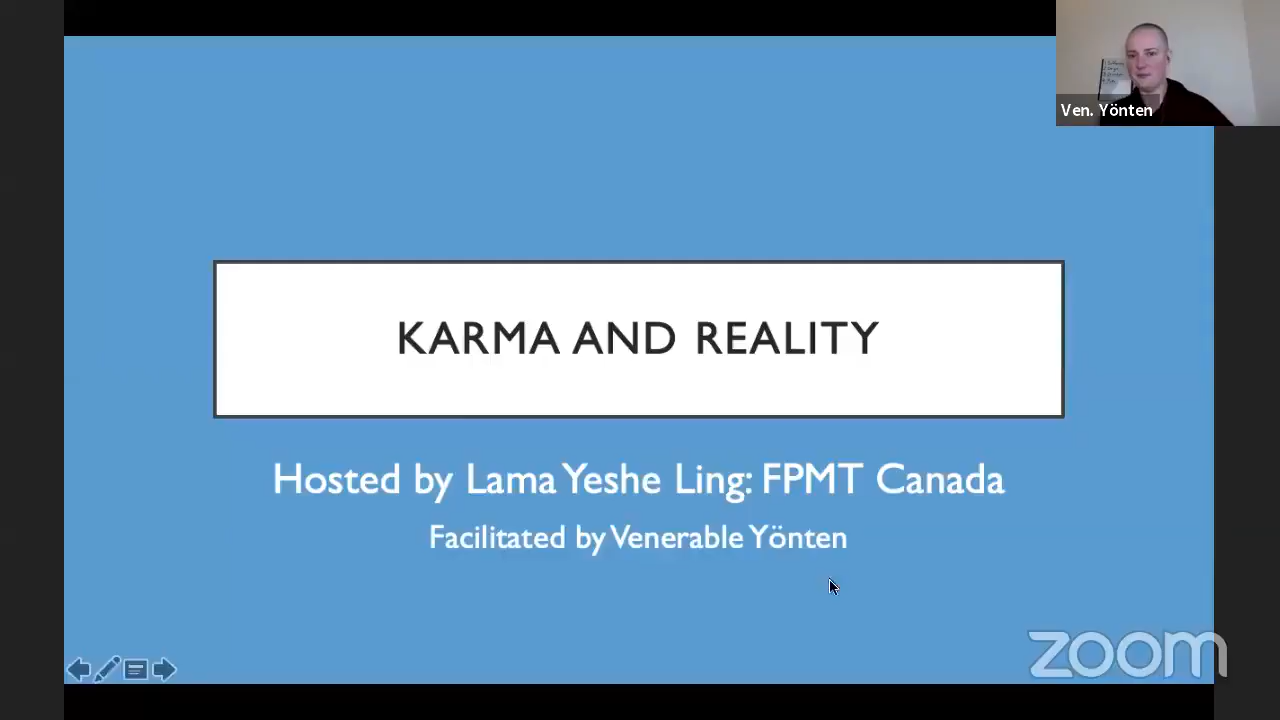 Ven. Yönten
KARMA AND REALITY
Hosted by Lama Yeshe Ling: FPMT Canada
Facilitated by Venerable Yönten
zoom